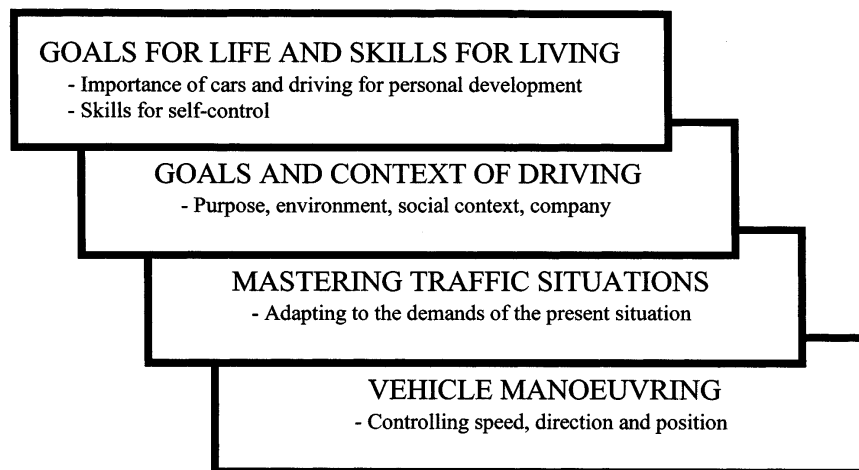 GOALS FOR LIFE AND SKILLS FOR LIVING
- Importance of cars and driving for personal development
- Skills for self-control
GOALS AND CONTEXT OF DRIVING
- Purpose, environment, social context, company
MASTERING TRAFFIC SITUATIONS
- Adapting to the demands of the present situation
VEHICLE MANOEUVRING
- Controlling speed, direction and position